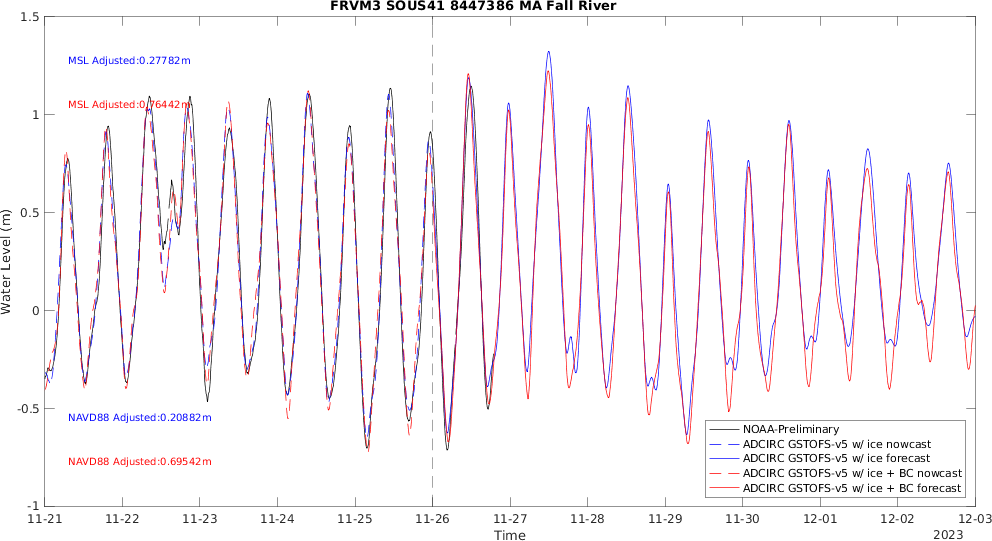 FRVM3 SOUS41 8447386 MA Fall River
1.5
1
0.5
0
-0.5
-1
Water Level (m)
MSL Adjusted:0.27782m
MSL Adjusted:0.76442m
NAVD88 Adjusted:0.20882m
NAVD88 Adjusted:0.69542m
NOAA-Preliminary
ADCIRC GSTOFS-v5 w/ ice nowcast
ADCIRC GSTOFS-v5 w/ ice forecast
ADCIRC GSTOFS-v5 w/ ice + BC nowcast
ADCIRC GSTOFS-v5 w/ ice + BC forecast
11-21 11-22 11-23 11-24 11-25 11-26 11-27 11-28 11-29 11-30 12-01 12-02 12-03
Time
2023